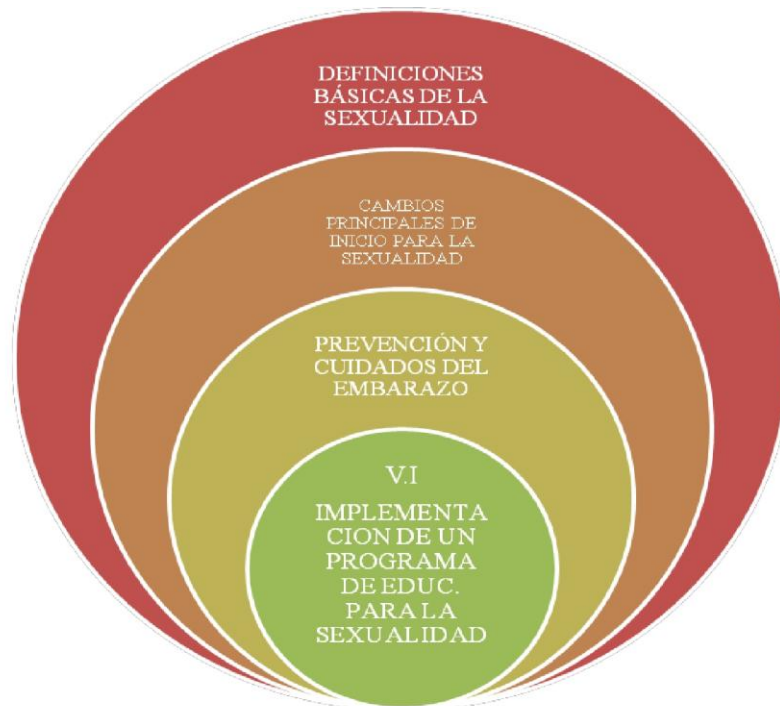 DEFINICIONES
BÁSICAS DE LA
SEXUALIDAD
CAMBIOS
PRINCIPALES DE
INICIO PARA LA
SEXUALIDAD
PREVENCIÓN Y
CUIDADOS DEL
EMBARAZO
V.I
IMPLEMENTA
CION DE UN
PROGRAMA
DE EDUC.
PARA LA
SEXUALIDAD